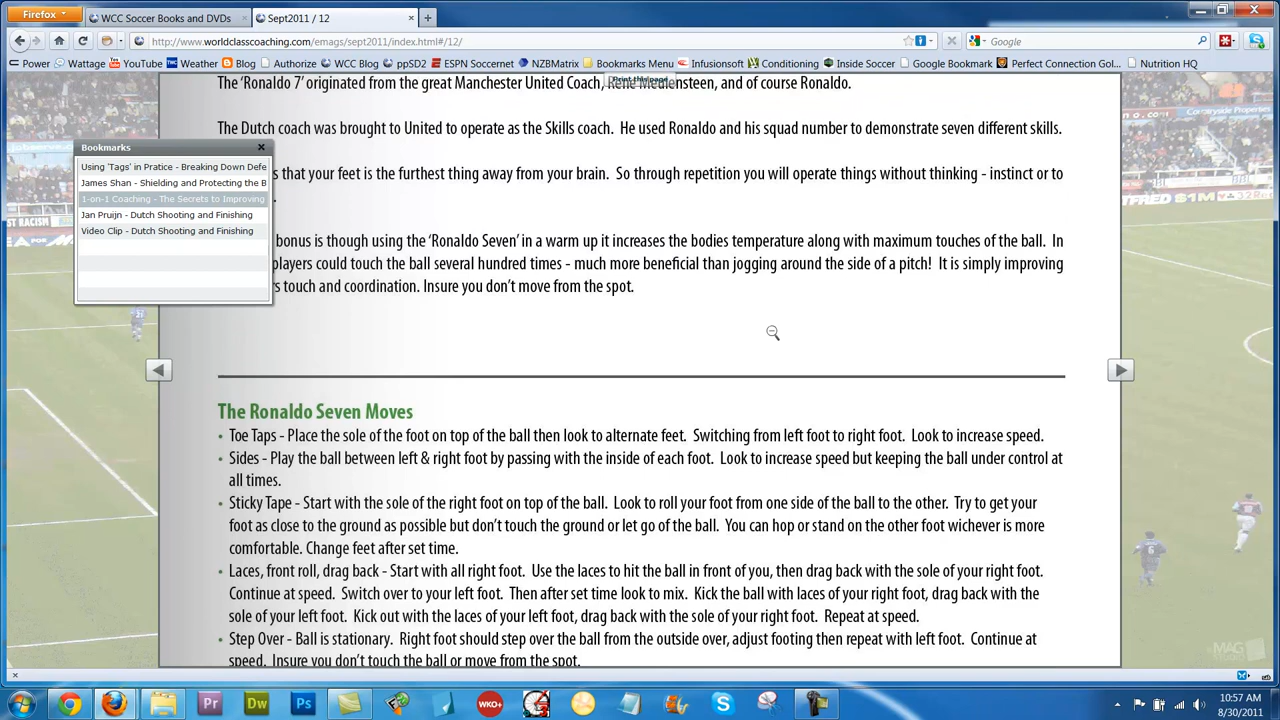 Firefox
WCC Soccer Books and DVDs
Sept2011 / 12
http://www.worldclasscoaching.com/emags/sept2011/index.html#/12/
Google
Power Wattage YouTube Weather Blog Authorize WCC Blog ppSD2 ESPN Soccernet NZBMatrix Bookmarks Menu Infusionsoft Conditioning Inside Soccer Google Bookmark Perfect Connection Gol... Nutrition HQ
Print this page
The ‘Ronaldo 7’ originated from the great Manchester United Coach, René Meulensteen, and of course Ronaldo.
The Dutch coach was brought to United to operate as the Skills coach. He used Ronaldo and his squad number to demonstrate seven different skills.
Bookmarks
Using 'Tags' in Pratice - Breaking Down Defe
James Shan - Shielding and Protecting the B
1-on-1 Coaching - The Secrets to Improving
Jan Pruijn - Dutch Shooting and Finishing
Video Clip - Dutch Shooting and Finishing
s that your feet is the furthest thing away from your brain. So through repetition you will operate things without thinking - instinct or to
bonus is though using the ‘Ronaldo Seven’ in a warm up it increases the bodies temperature along with maximum touches of the ball. In
players could touch the ball several hundred times - much more beneficial than jogging around the side of a pitch! It is simply improving
s touch and coordination. Insure you don’t move from the spot.
The Ronaldo Seven Moves
• Toe Taps - Place the sole of the foot on top of the ball then look to alternate feet. Switching from left foot to right foot. Look to increase speed.
• Sides - Play the ball between left & right foot by passing with the inside of each foot. Look to increase speed but keeping the ball under control at
all times.
• Sticky Tape - Start with the sole of the right foot on top of the ball. Look to roll your foot from one side of the ball to the other. Try to get your
foot as close to the ground as possible but don’t touch the ground or let go of the ball. You can hop or stand on the other foot wichever is more
comfortable. Change feet after set time.
• Laces, front roll, drag back - Start with all right foot. Use the laces to hit the ball in front of you, then drag back with the sole of your right foot.
Continue at speed. Switch over to your left foot. Then after set time look to mix. Kick the ball with laces of your right foot, drag back with the
sole of your left foot. Kick out with the laces of your left foot, drag back with the sole of your right foot. Repeat at speed.
• Step Over - Ball is stationary. Right foot should step over the ball from the outside over, adjust footing then repeat with left foot. Continue at
speed. Insure you don’t touch the ball or move from the spot.
Pr
Dw
Ps
WKO+
10:57 AM
8/30/2011